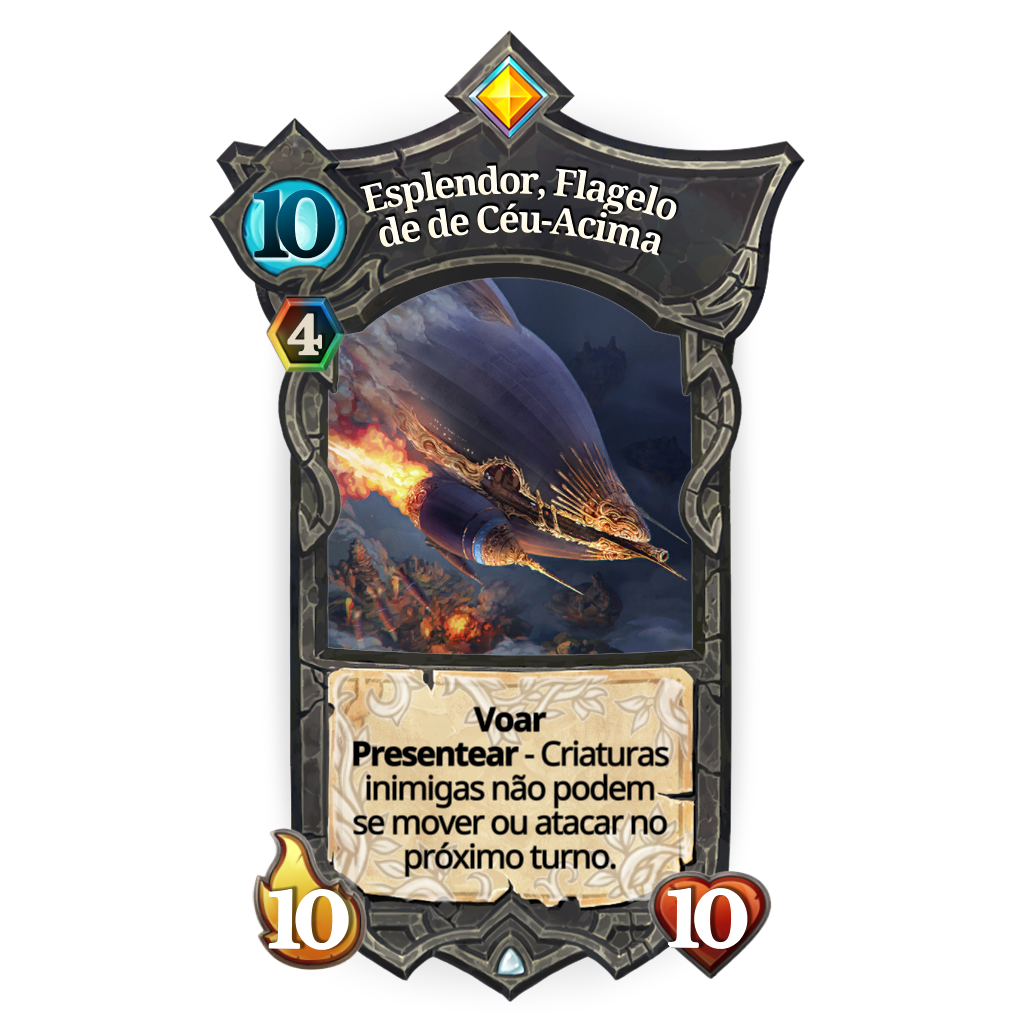 10
Esplendor, Flagelo
de de Céu-Acima
4
Voar
Presentear - Criaturas
inimigas não podem
se mover ou atacar no
próximo turno.
10
10